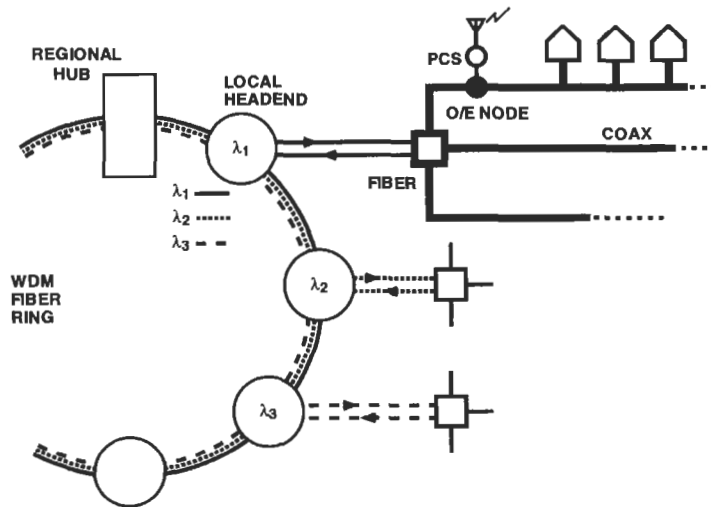 REGIONAL
HUB
LOCAL
HEADEND
PCS
O/E NODE
COAX
FIBER
λ1
λ1
λ2
λ3
λ2
WDM
FIBER
RING
λ3